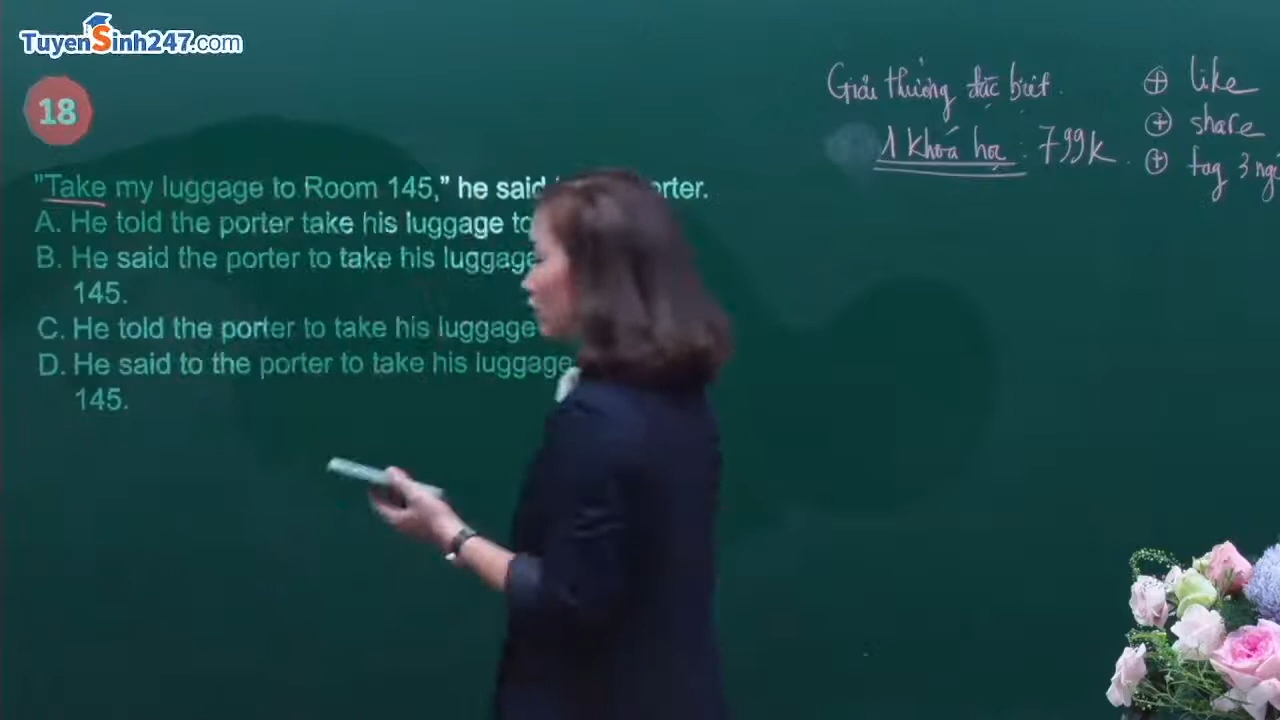 TuyenSinh247.com
18
"Take my luggage to Room 145,” he said
A. He told the porter take his luggage to
B. He said the porter to take his luggage
145.
C. He told the porter to take his luggage
D. He said to the porter to take his luggage
145.
Giải thưởng đặc biệt.
1 khoá học : 799k.
+ like
+ share
+ tag 3